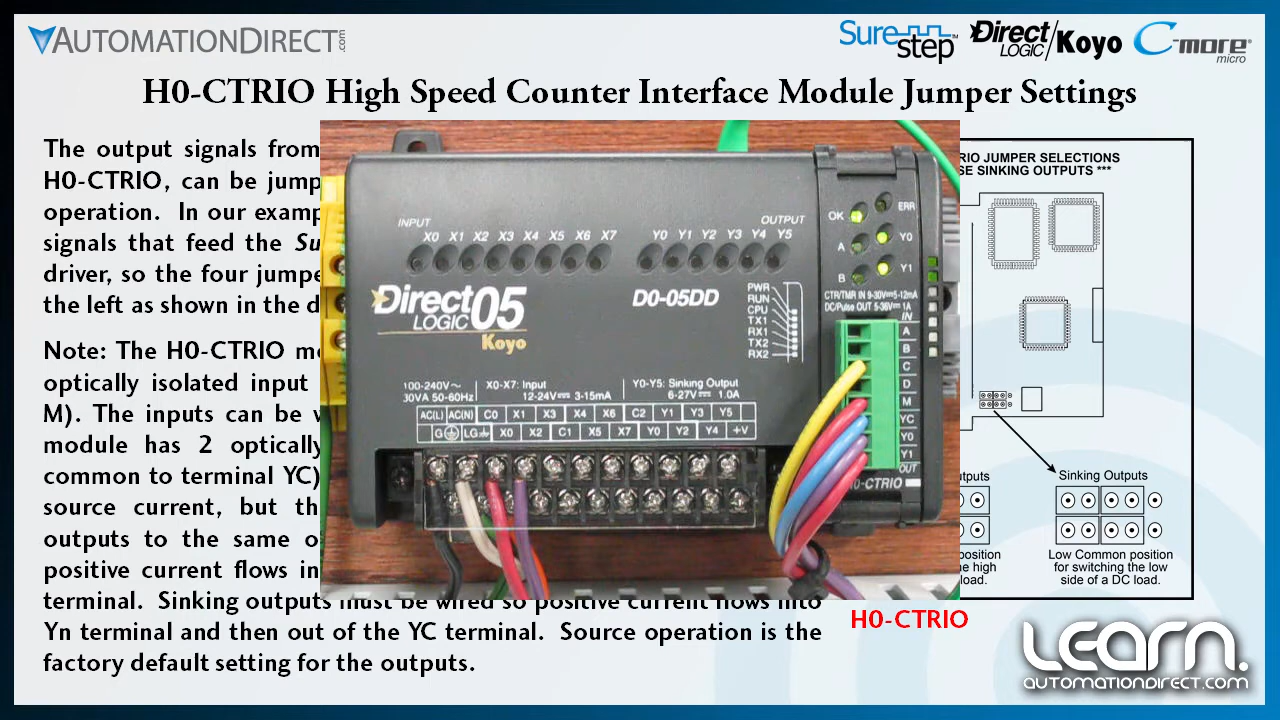 AUTOMATIONDIRECT.com
Sure step™
Direct LOGIC/Koyo
C-more micro
H0-CTRIO High Speed Counter Interface Module Jumper Settings
The output signals from
H0-CTRIO, can be jump
operation. In our examp
signals that feed the Su
driver, so the four jumpe
the left as shown in the d
Note: The H0-CTRIO m
optically isolated input
M). The inputs can be
module has 2 optically
common to terminal YC)
source current, but th
outputs to the same o
positive current flows in
terminal. Sinking outputs must be wired so positive current flows into
Yn terminal and then out of the YC terminal. Source operation is the
factory default setting for the outputs.
INPUT
X0 X1 X2 X3 X4 X5 X6 X7
OUTPUT
Y0 Y1 Y2 Y3 Y4 Y5
Direct LOGIC 05
Koyo
D0-05DD
PWR
RUN
CPU
TX1
RX1
TX2
RX2
100-240V~
30VA 50-60Hz
X0-X7: Input
12-24V 3-15mA
Y0-Y5: Sinking Output
6-27V 1.0A
AC(L) AC(N) C0 X1 X3 X4 X6 C2 Y1 Y3 Y5
G LG X0 X2 C1 X5 X7 Y0 Y2 Y4 +V
OK ERR
A Y0
B Y1
CTR/TMR IN 9-30V 5-12mA
DC/Pulse OUT 5-36V 1A
IN
A
B
C
D
M
YC
Y0
Y1
OUT
H0-CTRIO
RIO JUMPER SELECTIONS
SE SINKING OUTPUTS ***
tputs
Sinking Outputs
osition
he high
load.
Low Common position
for switching the low
side of a DC load.
H0-CTRIO
LEARN.
AUTOMATIONDIRECT.COM